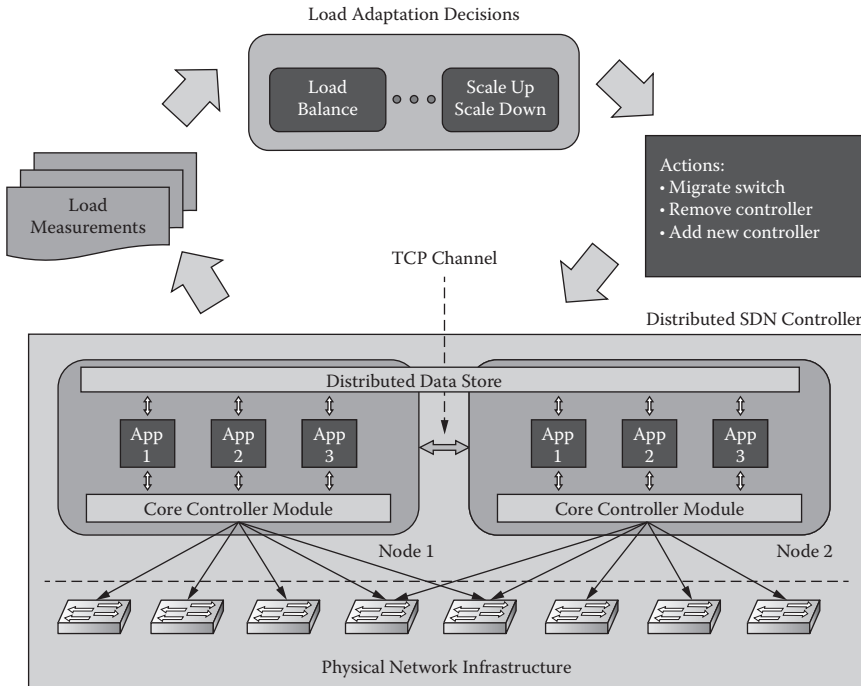 Load Adaptation Decisions
Load
Balance
Scale Up
Scale Down
Load
Measurements
Actions:
• Migrate switch
• Remove controller
• Add new controller
TCP Channel
Distributed SDN Controller
Distributed Data Store
App
1
App
2
App
3
App
1
App
2
App
3
Core Controller Module
Core Controller Module
Node 1
Node 2
Physical Network Infrastructure